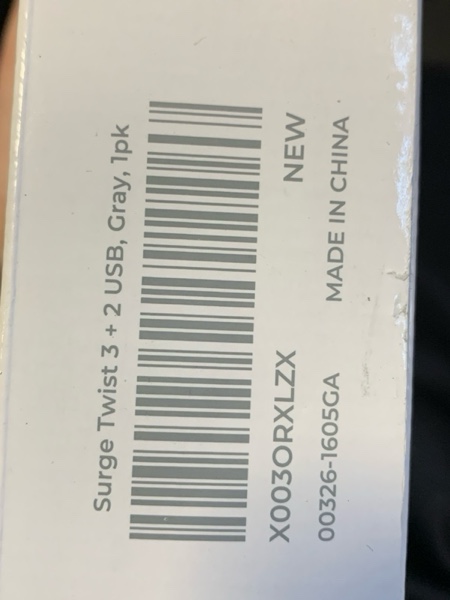 Surge Twist 3 + 2 USB, Gray, 1pk
X003ORXLZX NEW
00326-1605GA MADE IN CHINA